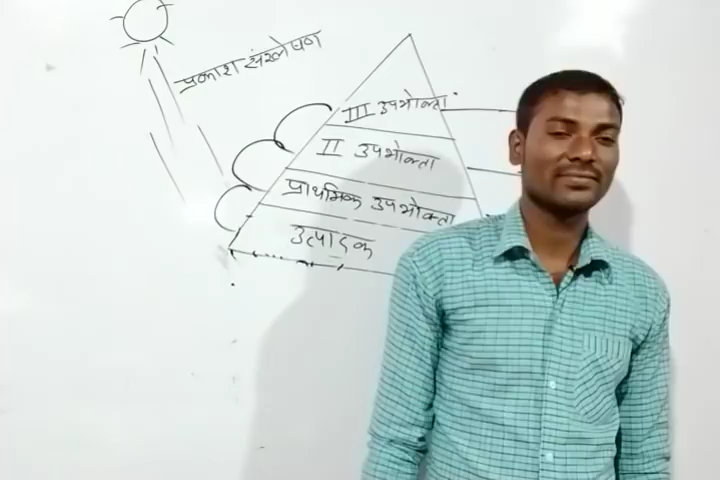 प्रकाश संश्लेषण
III उपभोक्ता
II उपभोक्ता
प्राथमिक उपभोक्ता
उत्पादक